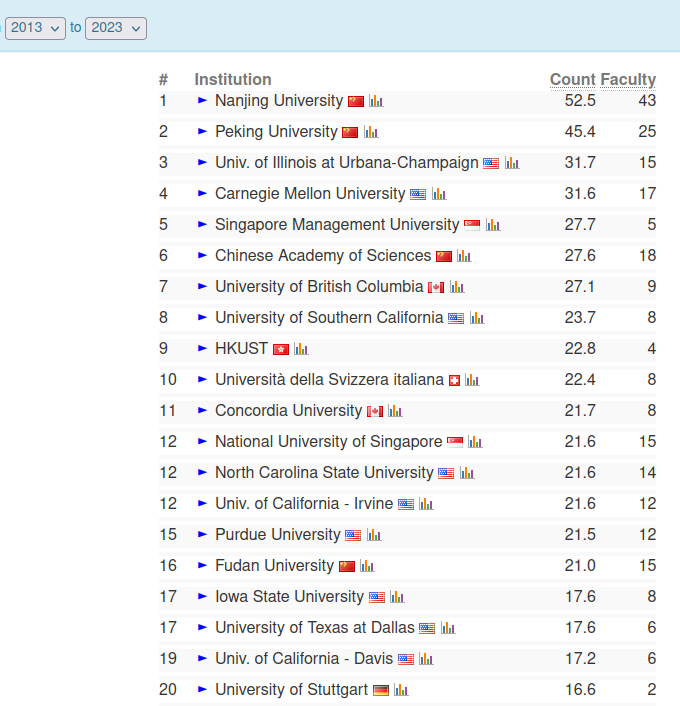 2013 to 2023
# Institution Count Faculty
1 ► Nanjing University 52.5 43
2 ► Peking University 45.4 25
3 ► Univ. of Illinois at Urbana-Champaign 31.7 15
4 ► Carnegie Mellon University 31.6 17
5 ► Singapore Management University 27.7 5
6 ► Chinese Academy of Sciences 27.6 18
7 ► University of British Columbia 27.1 9
8 ► University of Southern California 23.7 8
9 ► HKUST 22.8 4
10 ► Università della Svizzera italiana 22.4 8
11 ► Concordia University 21.7 8
12 ► National University of Singapore 21.6 15
12 ► North Carolina State University 21.6 14
12 ► Univ. of California - Irvine 21.6 12
15 ► Purdue University 21.5 12
16 ► Fudan University 21.0 15
17 ► Iowa State University 17.6 8
17 ► University of Texas at Dallas 17.6 6
19 ► Univ. of California - Davis 17.2 6
20 ► University of Stuttgart 16.6 2